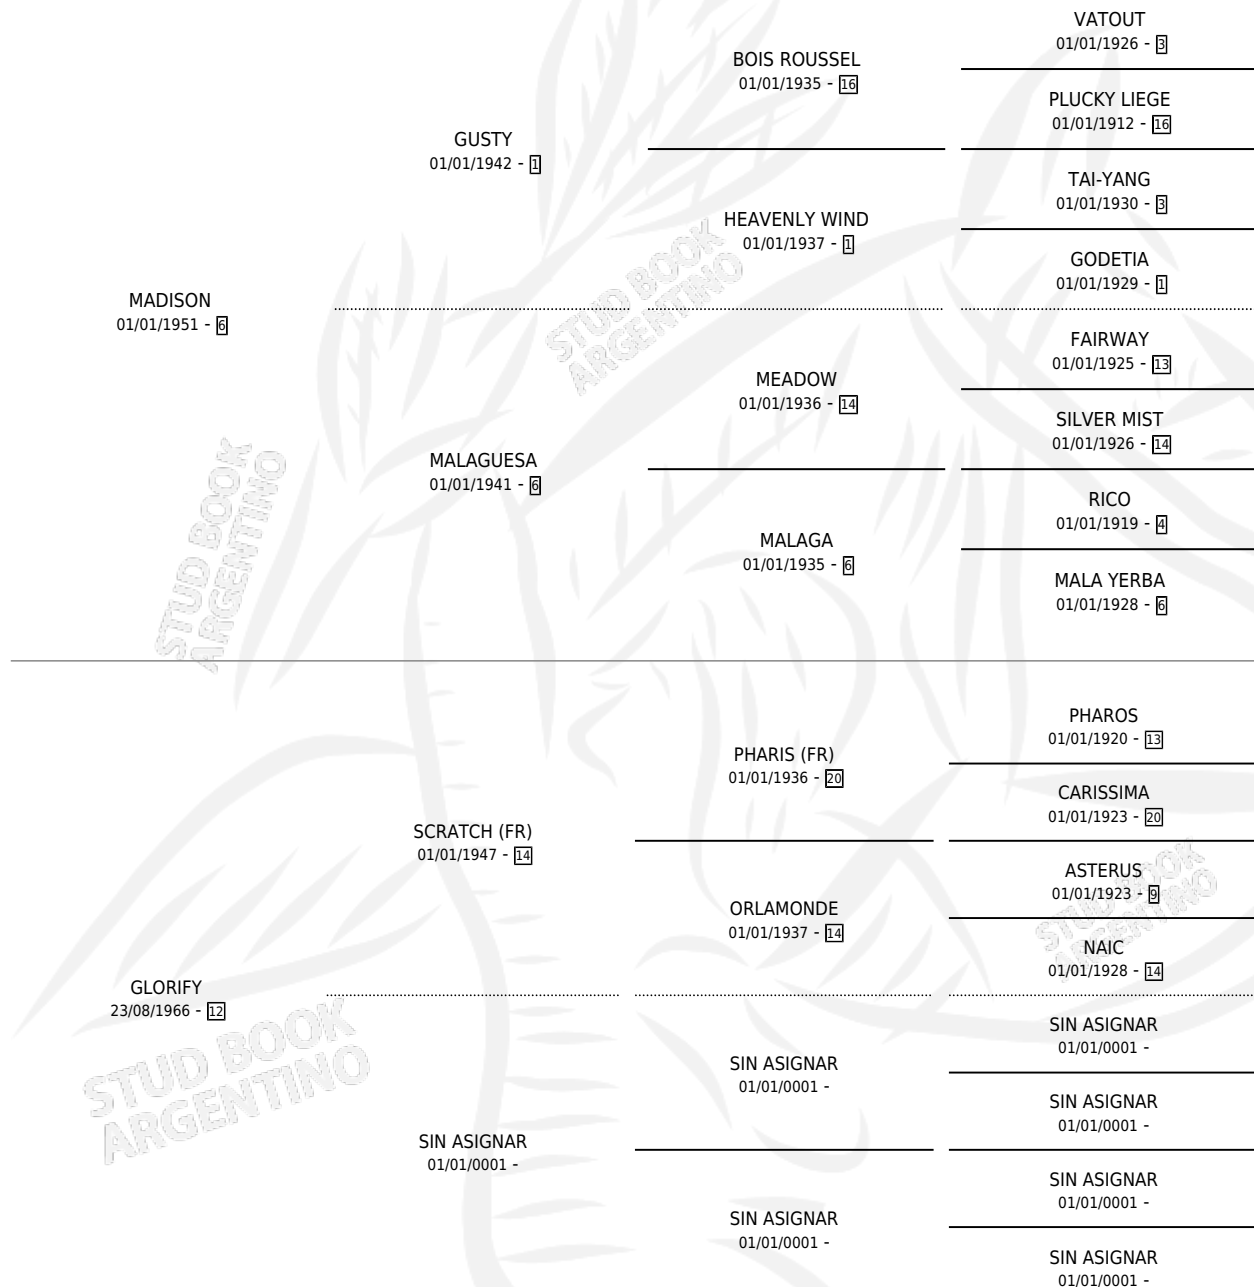 VATOUT
01/01/1926 - 3
BOIS ROUSSEL
01/01/1935 - 16
PLUCKY LIEGE
01/01/1912 - 16
GUSTY
01/01/1942 - 1
TAI-YANG
01/01/1930 - 3
HEAVENLY WIND
01/01/1937 - 1
GODETIA
01/01/1929 - 1
MADISON
01/01/1951 - 6
STUD BOOK
ARGENTINO
FAIRWAY
01/01/1925 - 13
MEADOW
01/01/1936 - 14
SILVER MIST
01/01/1926 - 14
MALAGUESA
01/01/1941 - 6
RICO
01/01/1919 - 4
MALAGA
01/01/1935 - 6
MALA YERBA
01/01/1928 - 6
STUD BOOK
ARGENTINO
PHAROS
01/01/1920 - 13
PHARIS (FR)
01/01/1936 - 20
CARISSIMA
01/01/1923 - 20
SCRATCH (FR)
01/01/1947 - 14
ASTERUS
01/01/1923 - 9
ORLAMONDE
01/01/1937 - 14
STUD BOOK
ARGENTINO
NAIC
01/01/1928 - 14
GLORIFY
23/08/1966 - 12
STUD BOOK
ARGENTINO
SIN ASIGNAR
01/01/0001 -
SIN ASIGNAR
01/01/0001 -
SIN ASIGNAR
01/01/0001 -
SIN ASIGNAR
01/01/0001 -
SIN ASIGNAR
01/01/0001 -
SIN ASIGNAR
01/01/0001 -
SIN ASIGNAR
01/01/0001 -